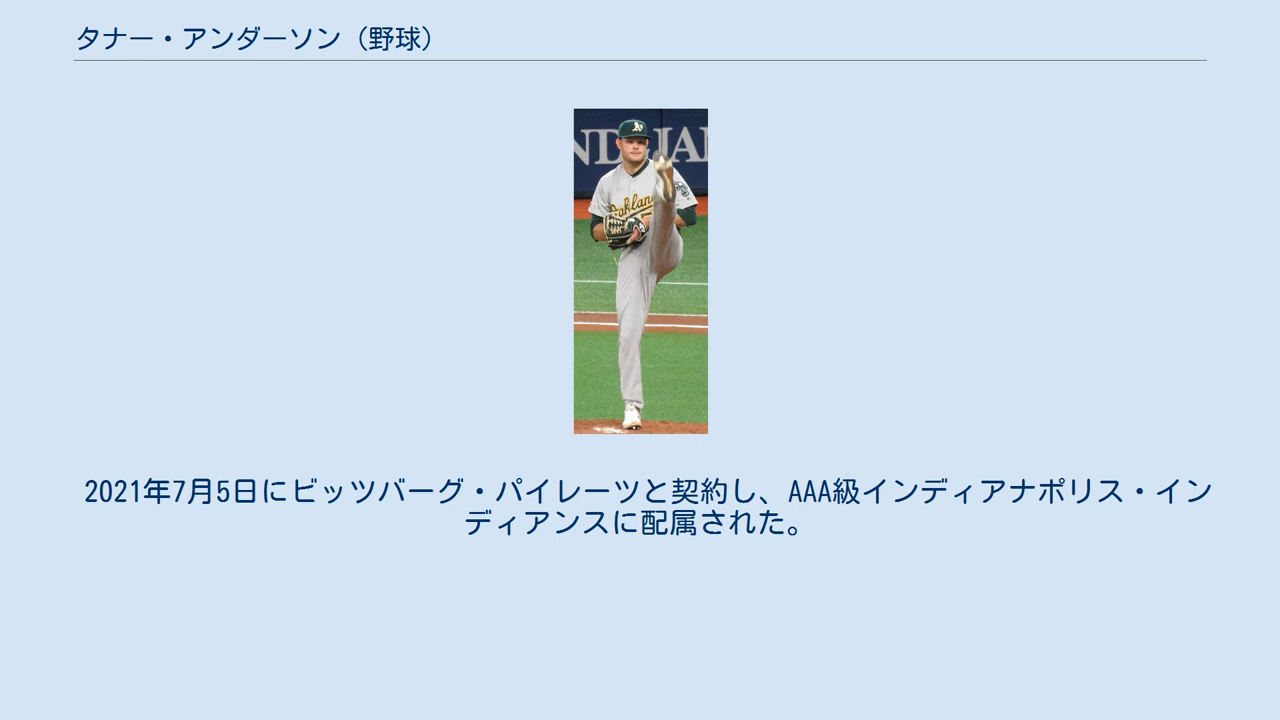 タナー・アンダーソン（野球）
Oakland
2021年7月5日にピッツバーグ・パイレーツと契約し、AAA級インディアナポリス・イン
ディアンスに配属された。